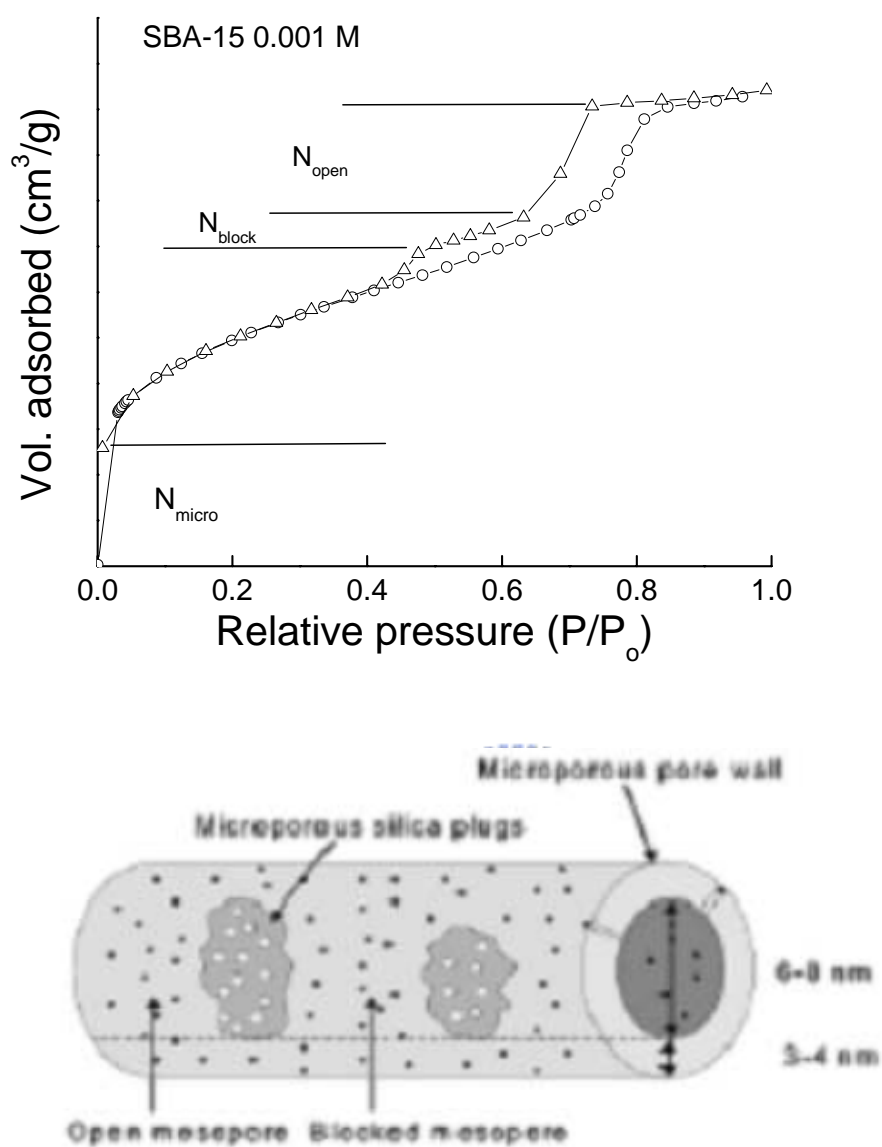 SBA-15 0.001 M
N_open
N_block
N_micro
Vol. adsorbed (cm³/g)
0.0 0.2 0.4 0.6 0.8 1.0
Relative pressure (P/P_o)
Microporous pore wall
Microporous silica plugs
6-8 nm
3-4 nm
Open mesopore Blocked mesopore